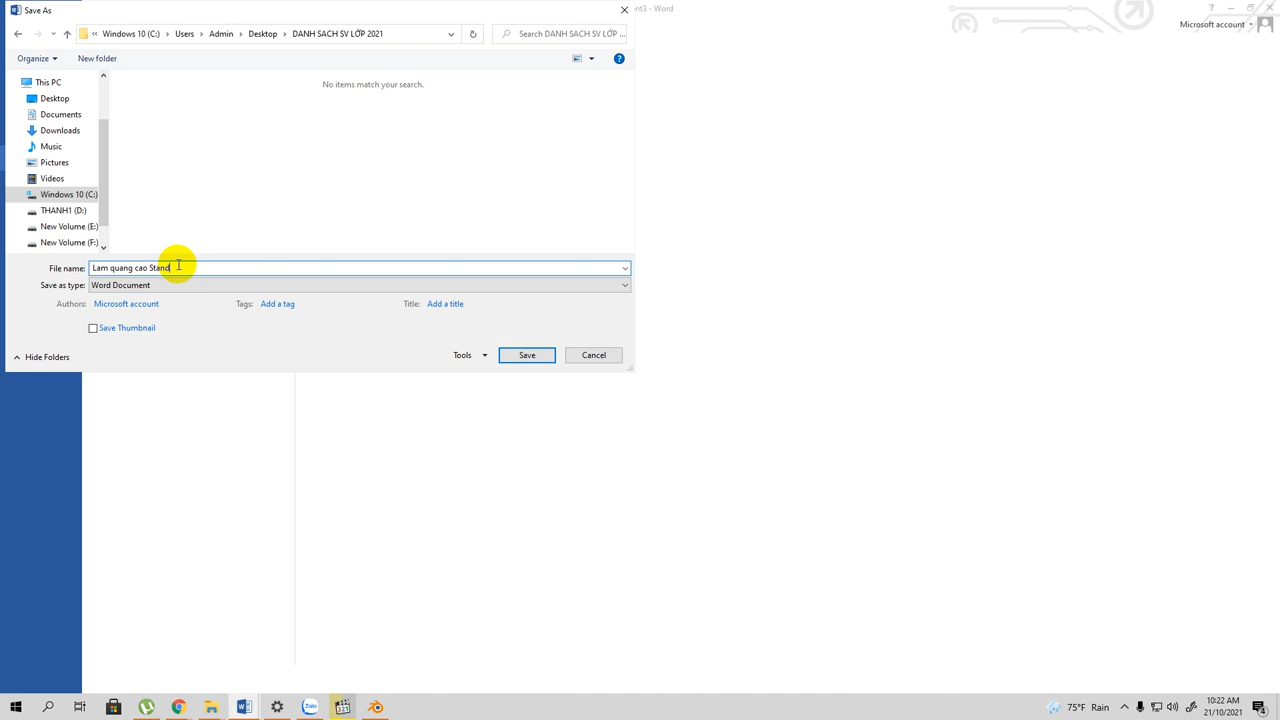 Save As
ent3 - Word
Microsoft account
« Windows 10 (C:) › Users › Admin › Desktop › DANH SACH SV LỚP 2021
Search DANH SACH SV LỚP ...
Organize
New folder
This PC
No items match your search.
Desktop
Documents
Downloads
Music
Pictures
Videos
Windows 10 (C:)
THANH1 (D:)
New Volume (E:)
New Volume (F:)
File name: Lam quang cao Stand
Save as type: Word Document
Authors: Microsoft account Tags: Add a tag Title: Add a title
Save Thumbnail
Hide Folders Tools Save Cancel
Zalo
75°F Rain
10:22 AM
21/10/2021
4